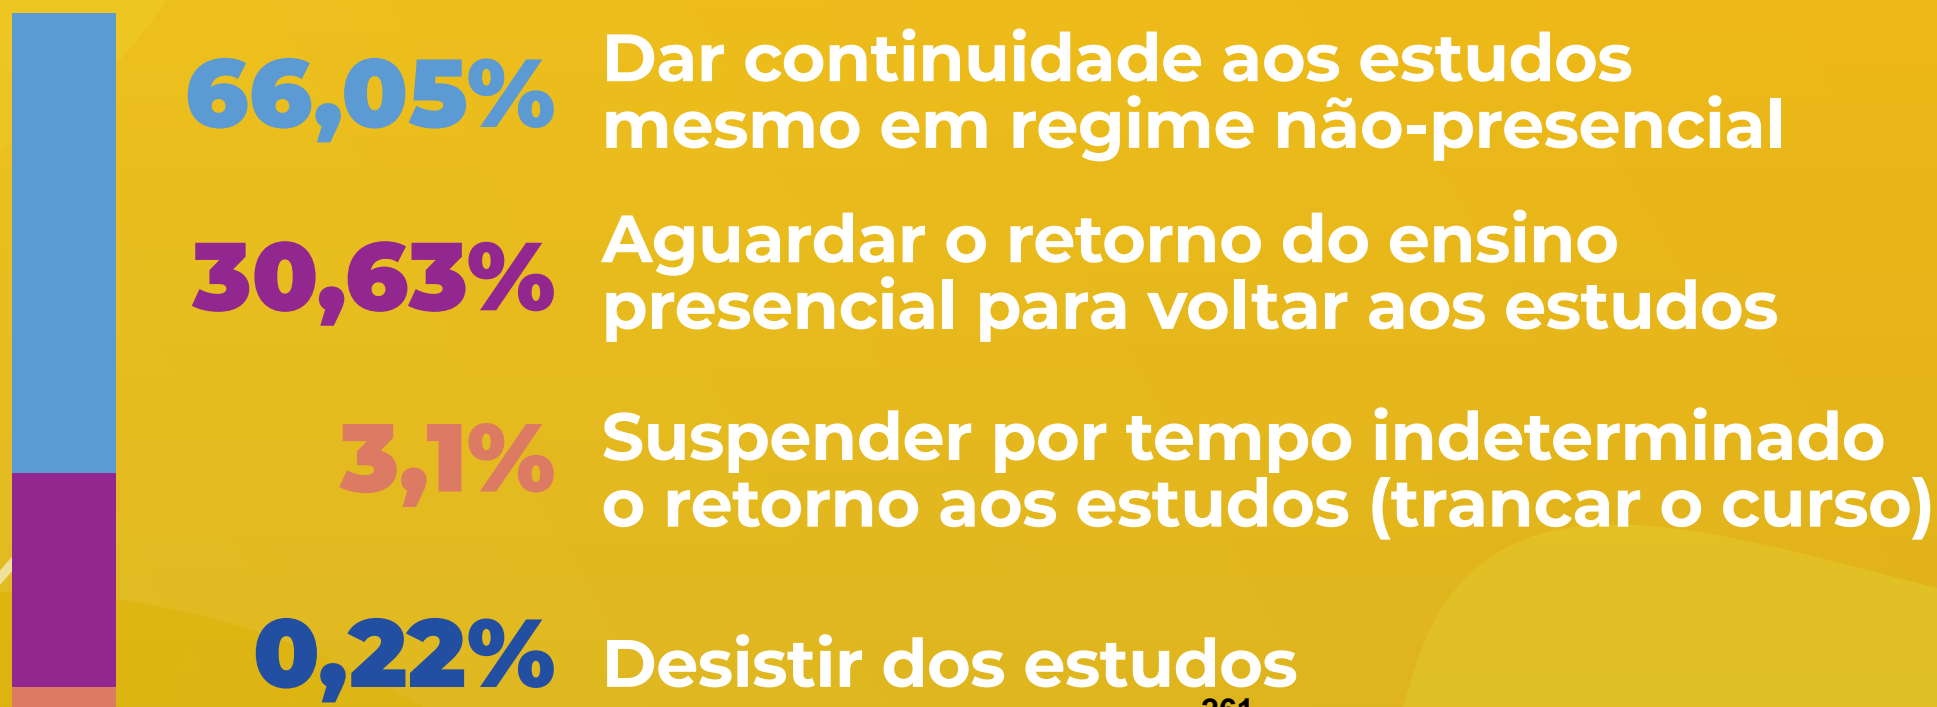 66,05%
Dar continuidade aos estudos
mesmo em regime não-presencial
30,63%
Aguardar o retorno do ensino
presencial para voltar aos estudos
3,1%
Suspender por tempo indeterminado
o retorno aos estudos (trancar o curso)
0,22%
Desistir dos estudos
261